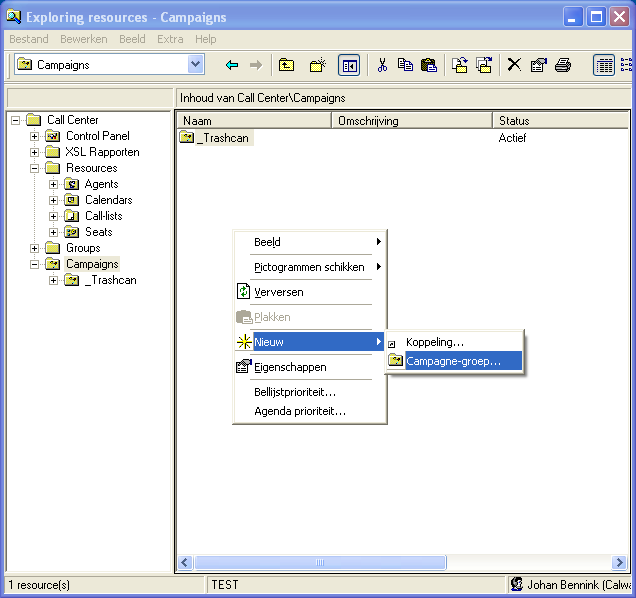 Exploring resources - Campaigns
Bestand Bewerken Beeld Extra Help
Campaigns
Inhoud van Call Center\Campaigns
Call Center
Control Panel
XSL Rapporten
Resources
Agents
Calendars
Call-lists
Seats
Groups
Campaigns
_Trashcan
Naam Omschrijving Status
_Trashcan Actief
Beeld
Pictogrammen schikken
Verversen
Plakken
Nieuw
Eigenschappen
Bellijstprioriteit...
Agenda prioriteit...
Koppeling...
Campagne-groep...
1 resource(s) TEST Johan Bennink (Calwa